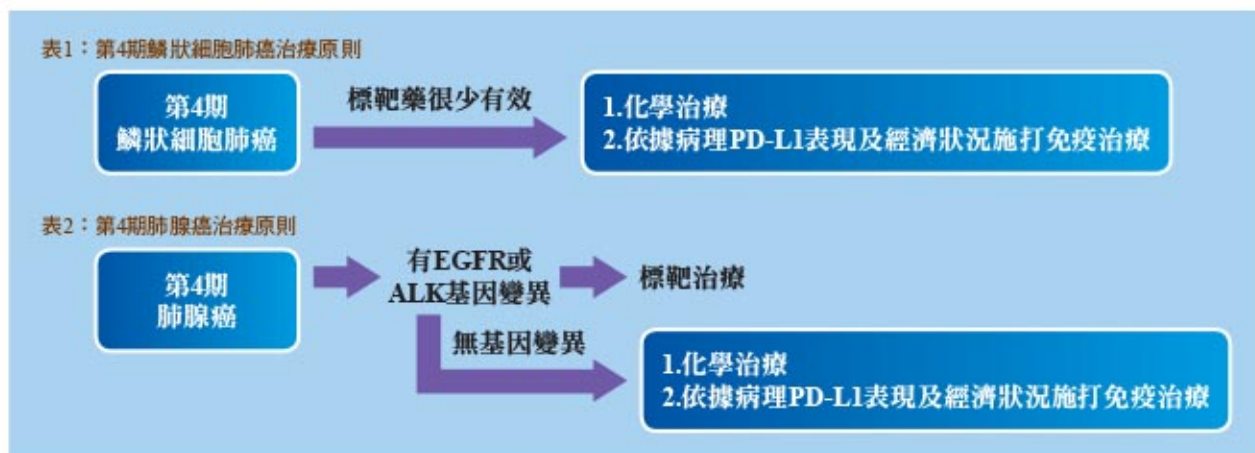 表1：第4期鱗狀細胞肺癌治療原則
第4期
鱗狀細胞肺癌
標靶藥很少有效
1.化學治療
2.依據病理PD-L1表現及經濟狀況施打免疫治療
表2：第4期肺腺癌治療原則
第4期
肺腺癌
有EGFR或
ALK基因變異
標靶治療
無基因變異
1.化學治療
2.依據病理PD-L1表現及經濟狀況施打免疫治療